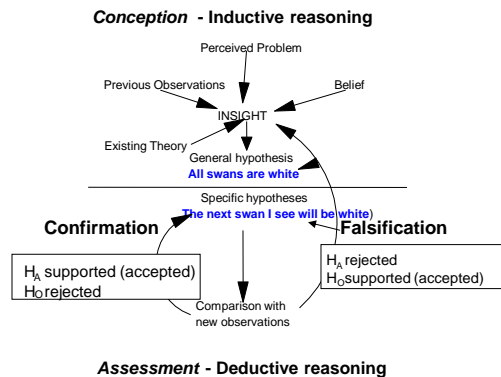 Conception - Inductive reasoning
Perceived Problem
Previous Observations
Belief
INSIGHT
Existing Theory
General hypothesis
All swans are white
Specific hypotheses
The next swan I see will be white)
Confirmation
Falsification
HA supported (accepted)
HO rejected
HA rejected
HO supported (accepted)
Comparison with
new observations
Assessment - Deductive reasoning